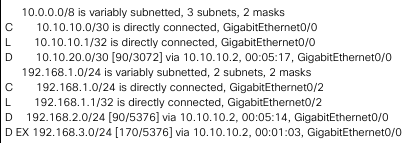 10.0.0.0/8 is variably subnetted, 3 subnets, 2 masks
C 10.10.10.0/30 is directly connected, GigabitEthernet0/0
L 10.10.10.1/32 is directly connected, GigabitEthernet0/0
D 10.10.20.0/30 [90/3072] via 10.10.10.2, 00:05:17, GigabitEthernet0/0
192.168.1.0/24 is variably subnetted, 2 subnets, 2 masks
C 192.168.1.0/24 is directly connected, GigabitEthernet0/2
L 192.168.1.1/32 is directly connected, GigabitEthernet0/2
D 192.168.2.0/24 [90/5376] via 10.10.10.2, 00:05:14, GigabitEthernet0/0
D EX 192.168.3.0/24 [170/5376] via 10.10.10.2, 00:01:03, GigabitEthernet0/0